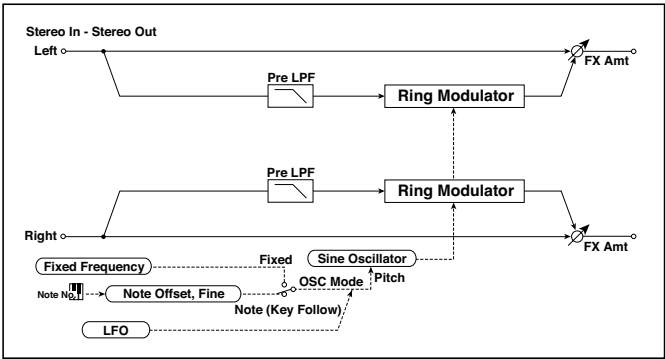 Stereo In - Stereo Out
Left
FX Amt
Pre LPF
Ring Modulator
Pre LPF
Ring Modulator
Right
FX Amt
Fixed Frequency
Fixed
Sine Oscillator
OSC Mode
Pitch
Note No.
Note Offset, Fine
Note (Key Follow)
LFO